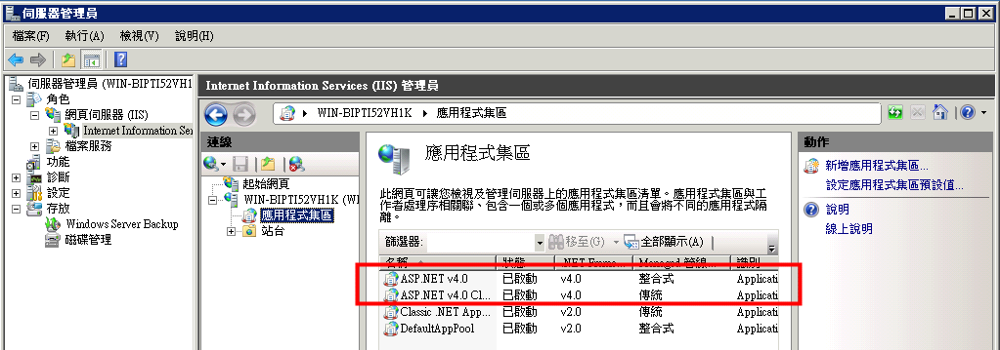 伺服器管理員
檔案(F) 執行(A) 檢視(V) 說明(H)
伺服器管理員 (WIN-BIPTI52VH1
角色
網頁伺服器 (IIS)
Internet Information Ser
檔案服務
功能
診斷
設定
存放
Windows Server Backup
磁碟管理
Internet Information Services (IIS) 管理員
WIN-BIPTI52VH1K 應用程式集區
連線
起始網頁
WIN-BIPTI52VH1K (WI
應用程式集區
站台
應用程式集區
此網頁可讓您檢視及管理伺服器上的應用程式集區清單。應用程式集區與工
作者處理序相關聯、包含一個或多個應用程式，而且會將不同的應用程式隔
離。
篩選器: 移至(G) 全部顯示(A)
名稱 狀態 .NET Frame... Managed 管線... 識別
ASP.NET v4.0 已啟動 v4.0 整合式 Applicati
ASP.NET v4.0 Cl... 已啟動 v4.0 傳統 Applicati
Classic .NET App... 已啟動 v2.0 傳統 Applicati
DefaultAppPool 已啟動 v2.0 整合式 Applicati
動作
新增應用程式集區...
設定應用程式集區預設值...
說明
線上說明